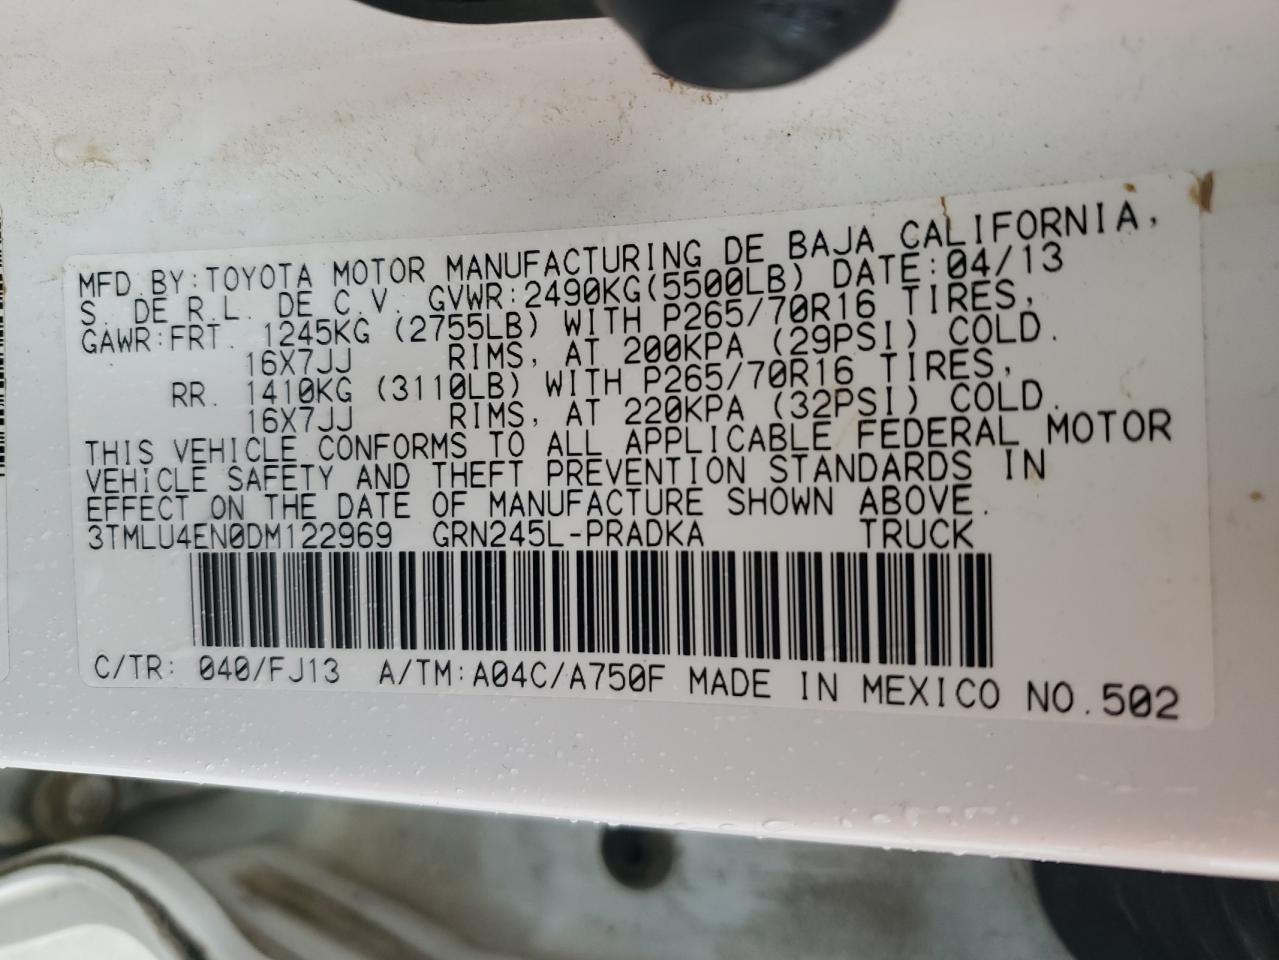 MFD BY:TOYOTA MOTOR MANUFACTURING DE BAJA CALIFORNIA,
S. DE R.L. DE C.V. GVWR:2490KG(5500LB) DATE:04/13
GAWR:FRT. 1245KG (2755LB) WITH P265/70R16 TIRES,
16X7JJ RIMS, AT 200KPA (29PSI) COLD.
RR. 1410KG (3110LB) WITH P265/70R16 TIRES,
16X7JJ RIMS, AT 220KPA (32PSI) COLD.
THIS VEHICLE CONFORMS TO ALL APPLICABLE FEDERAL MOTOR
VEHICLE SAFETY AND THEFT PREVENTION STANDARDS IN
EFFECT ON THE DATE OF MANUFACTURE SHOWN ABOVE.
3TMLU4EN0DM122969 GRN245L-PRADKA TRUCK
C/TR: 040/FJ13 A/TM:A04C/A750F MADE IN MEXICO NO.502